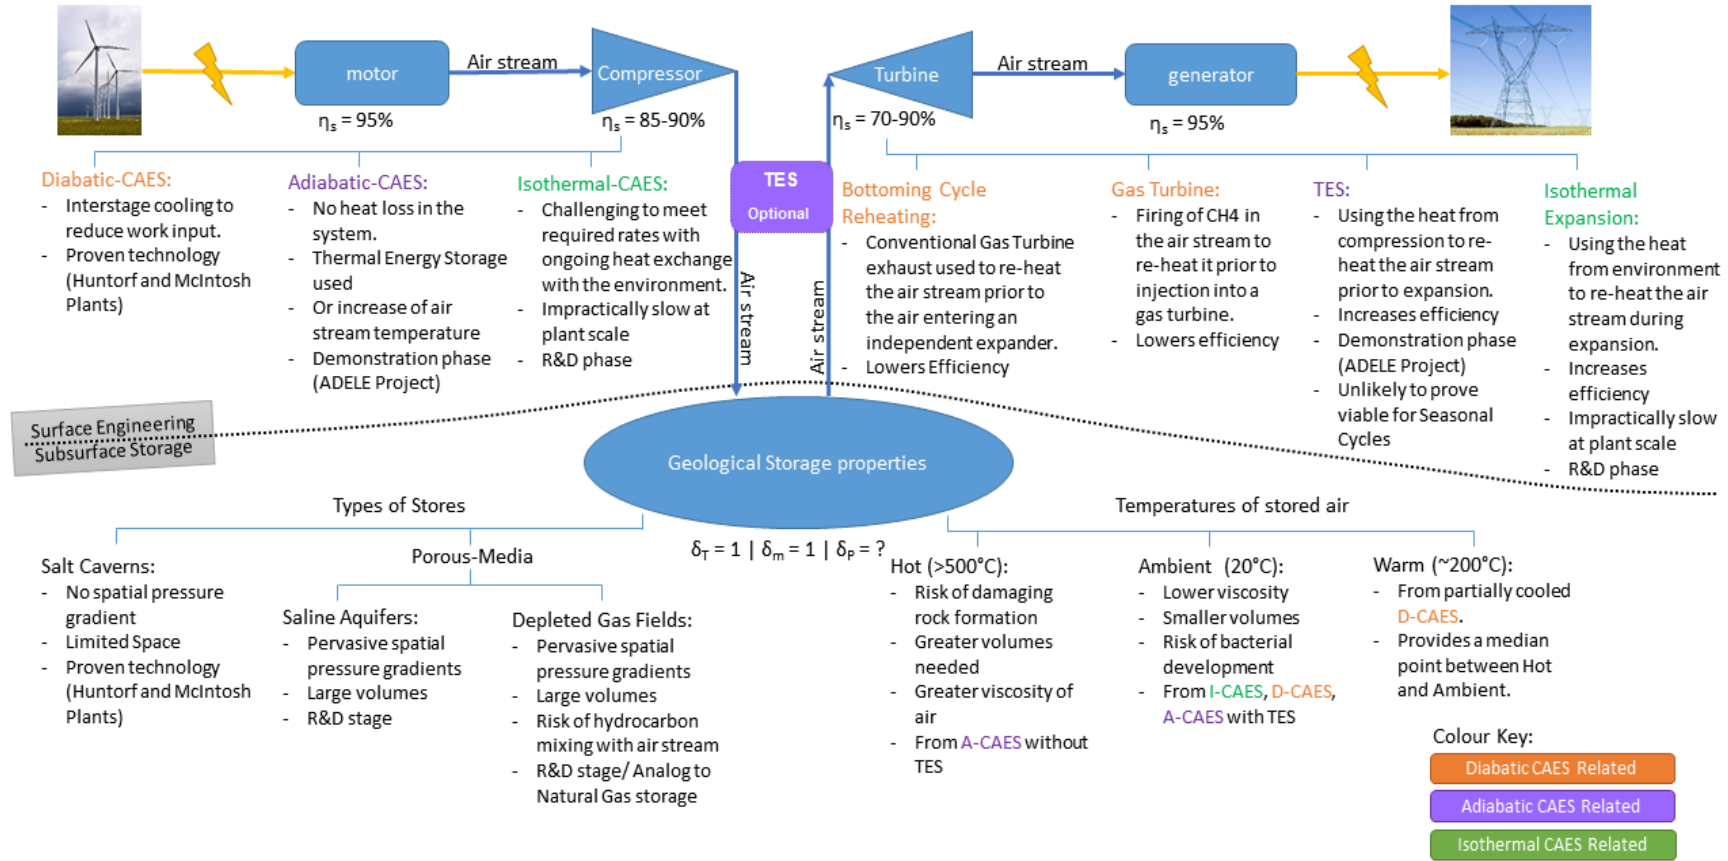 motor
Air stream
Compressor
Turbine
Air stream
generator
ηs = 95%
ηs = 85-90%
ηs = 70-90%
ηs = 95%
Diabatic-CAES:
- Interstage cooling to
reduce work input.
- Proven technology
(Huntorf and McIntosh
Plants)
Adiabatic-CAES:
- No heat loss in the
system.
- Thermal Energy Storage
used
- Or increase of air
stream temperature
- Demonstration phase
(ADELE Project)
Isothermal-CAES:
- Challenging to meet
required rates with
ongoing heat exchange
with the environment.
- Impractically slow at
plant scale
- R&D phase
TES
Optional
Air stream
Air stream
Bottoming Cycle
Reheating:
- Conventional Gas Turbine
exhaust used to re-heat
the air stream prior to
the air entering an
independent expander.
- Lowers Efficiency
Gas Turbine:
- Firing of CH4 in
the air stream to
re-heat it prior to
injection into a
gas turbine.
- Lowers efficiency
TES:
- Using the heat from
compression to re-
heat the air stream
prior to expansion.
- Increases efficiency
- Demonstration phase
(ADELE Project)
- Unlikely to prove
viable for Seasonal
Cycles
Isothermal
Expansion:
- Using the heat
from environment
to re-heat the air
stream during
expansion.
- Increases
efficiency
- Impractically slow
at plant scale
- R&D phase
Surface Engineering
Subsurface Storage
Geological Storage properties
δT = 1 | δm = 1 | δP = ?
Types of Stores
Porous-Media
Salt Caverns:
- No spatial pressure
gradient
- Limited Space
- Proven technology
(Huntorf and McIntosh
Plants)
Saline Aquifers:
- Pervasive spatial
pressure gradients
- Large volumes
- R&D stage
Depleted Gas Fields:
- Pervasive spatial
pressure gradients
- Large volumes
- Risk of hydrocarbon
mixing with air stream
- R&D stage/ Analog to
Natural Gas storage
Temperatures of stored air
Hot (>500°C):
- Risk of damaging
rock formation
- Greater volumes
needed
- Greater viscosity of
air
- From A-CAES without
TES
Ambient (20°C):
- Lower viscosity
- Smaller volumes
- Risk of bacterial
development
- From I-CAES, D-CAES,
A-CAES with TES
Warm (~200°C):
- From partially cooled
D-CAES.
- Provides a median
point between Hot
and Ambient.
Colour Key:
Diabatic CAES Related
Adiabatic CAES Related
Isothermal CAES Related